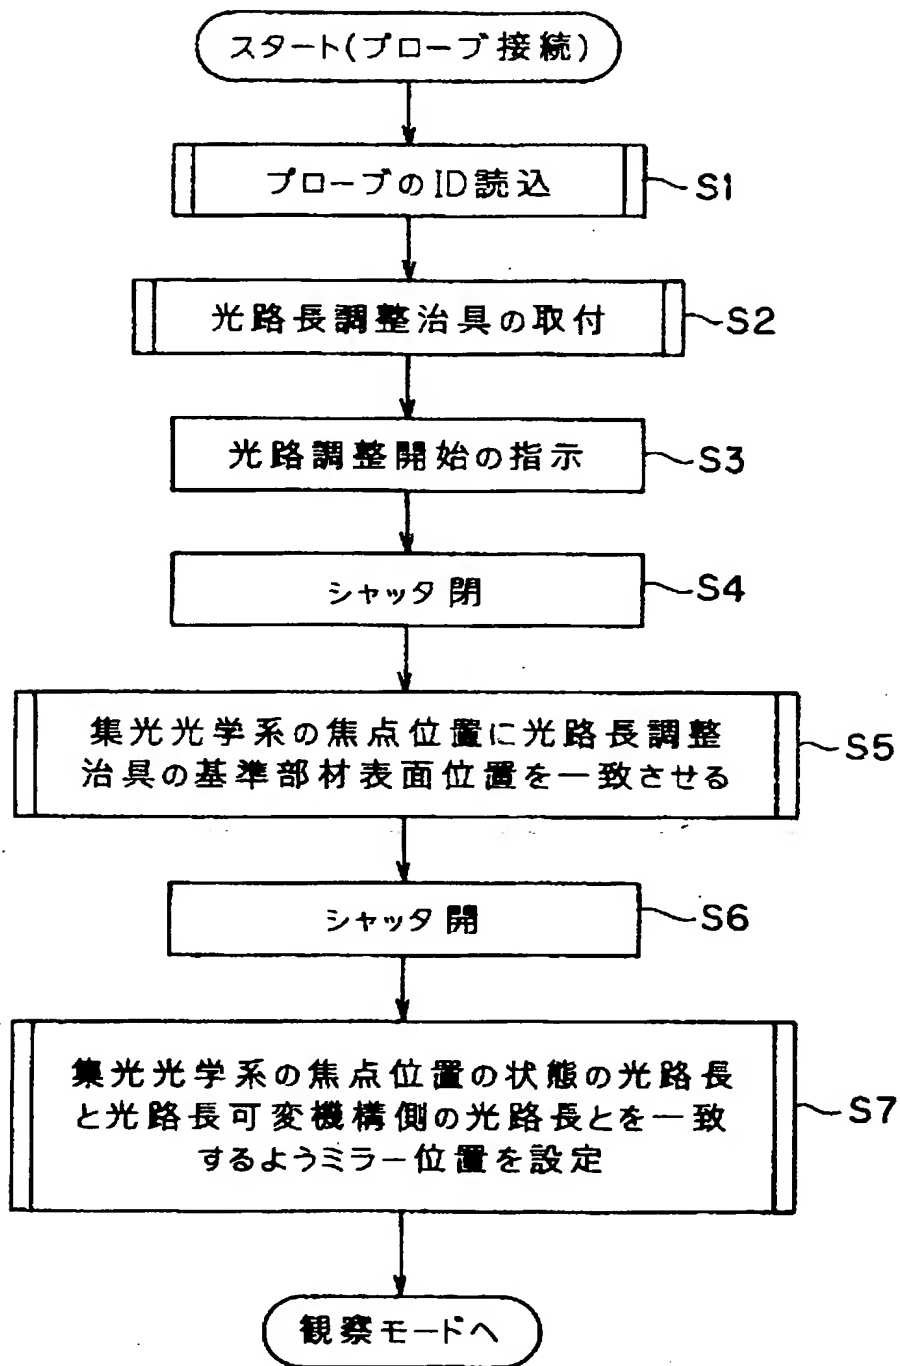 スタート(プローブ接続)
プローブのID読込
S1
光路長調整治具の取付
S2
光路調整開始の指示
S3
シャッタ閉
S4
集光光学系の焦点位置に光路長調整
治具の基準部材表面位置を一致させる
S5
シャッタ開
S6
集光光学系の焦点位置の状態の光路長
と光路長可変機構側の光路長とを一致
するようミラー位置を設定
S7
観察モードへ